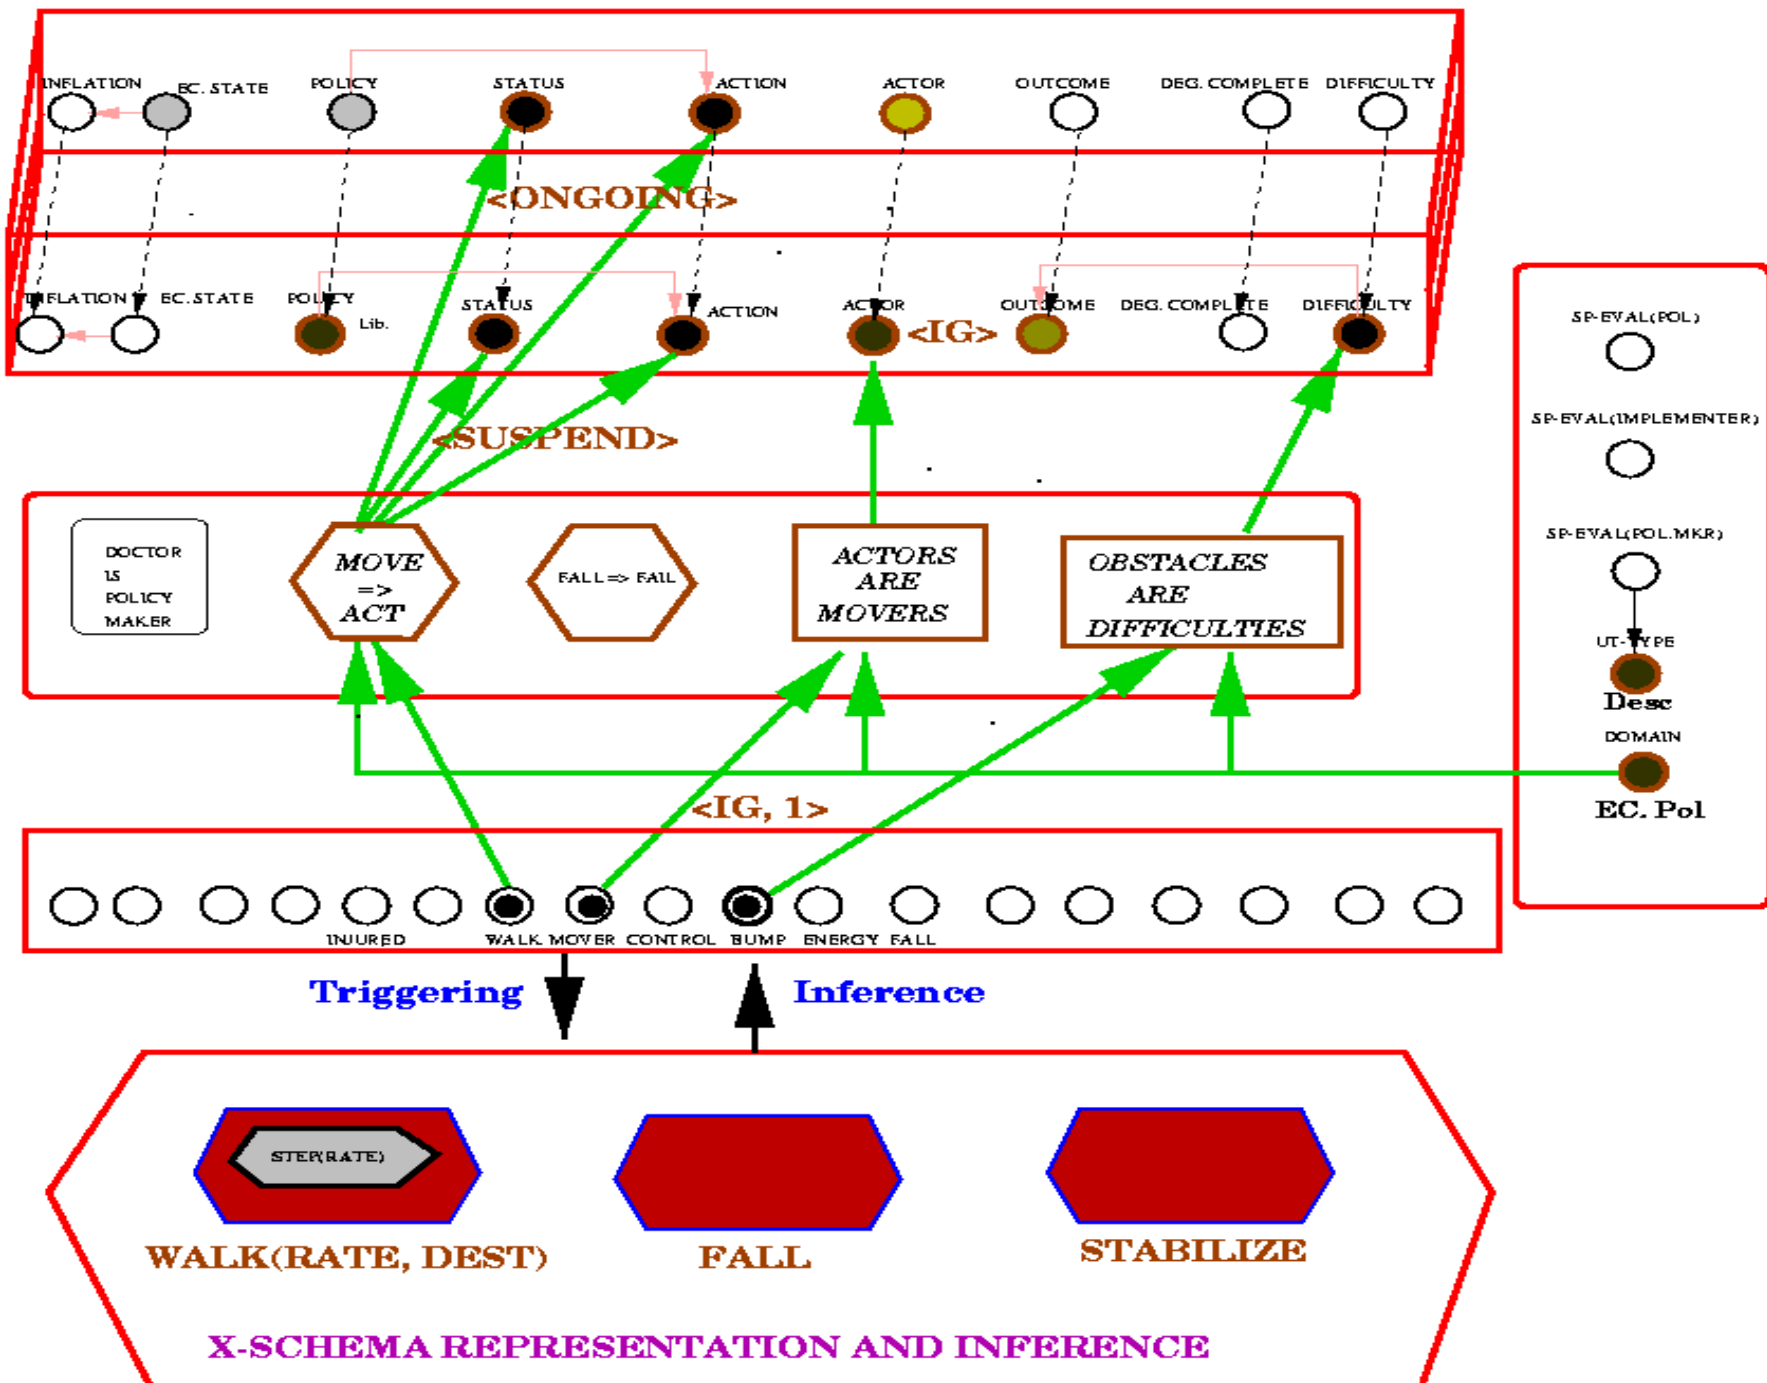 INFLATION EC. STATE POLICY STATUS ACTION ACTOR OUTCOME DEG. COMPLETE DIFFICULTY
<ONGOING>
INFLATION EC.STATE POLICY Lib. STATUS ACTION ACTOR <IG> OUTCOME DEG. COMPLETE DIFFICULTY
<SUSPEND>
DOCTOR
IS
POLICY
MAKER
MOVE
=>
ACT
FALL => FAIL
ACTORS
ARE
MOVERS
OBSTACLES
ARE
DIFFICULTIES
SP-EVAL(POL)
SP-EVAL(IMPLEMENTER)
SP-EVAL(POL.MKR)
UT-TYPE
Desc
DOMAIN
EC. Pol
<IG, 1>
INJURED WALK MOVER CONTROL BUMP ENERGY FALL
Triggering Inference
STEP(RATE)
WALK(RATE, DEST) FALL STABILIZE
X-SCHEMA REPRESENTATION AND INFERENCE